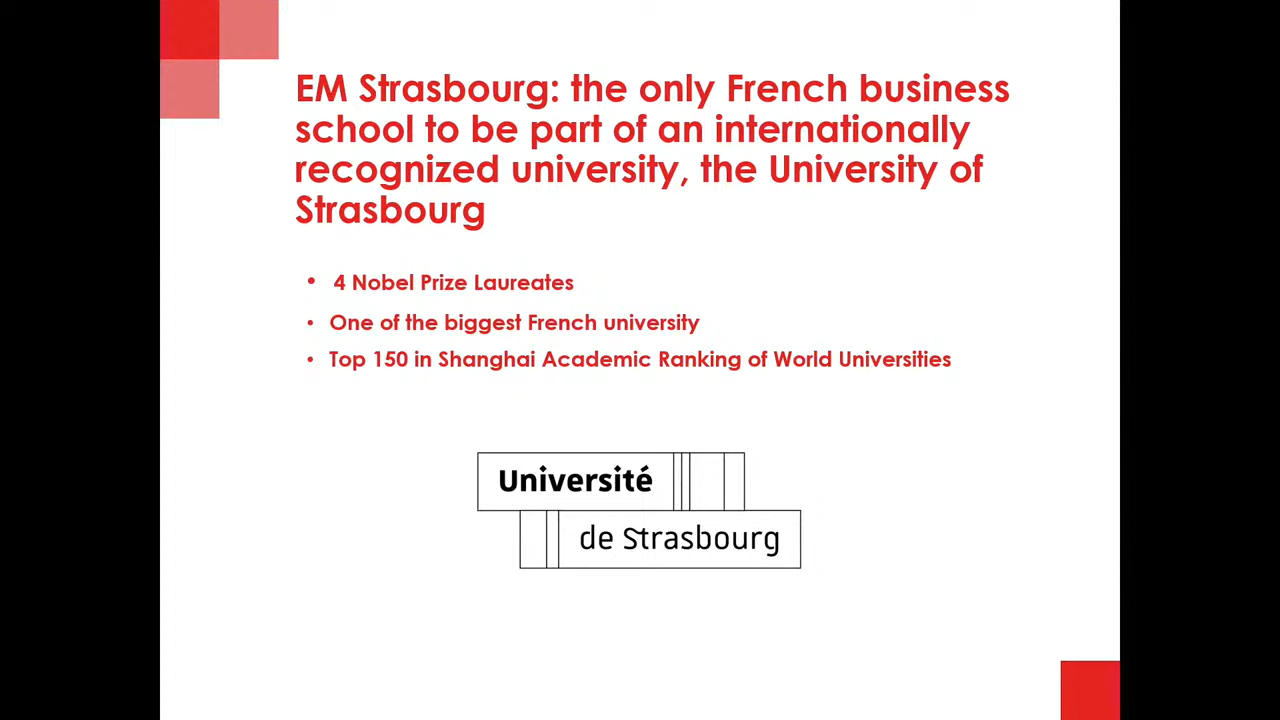 EM Strasbourg: the only French business
school to be part of an internationally
recognized university, the University of
Strasbourg
• 4 Nobel Prize Laureates
• One of the biggest French university
• Top 150 in Shanghai Academic Ranking of World Universities
Université
de Strasbourg